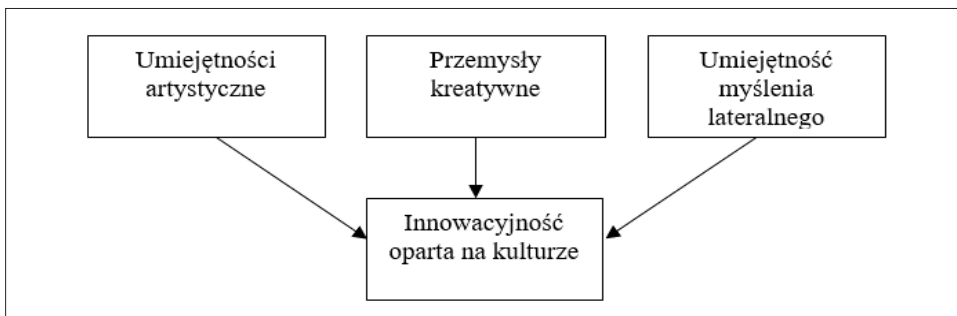 Umiejętności
artystyczne
Przemysły
kreatywne
Umiejętność
myślenia
lateralnego
Innowacyjność
oparta na kulturze